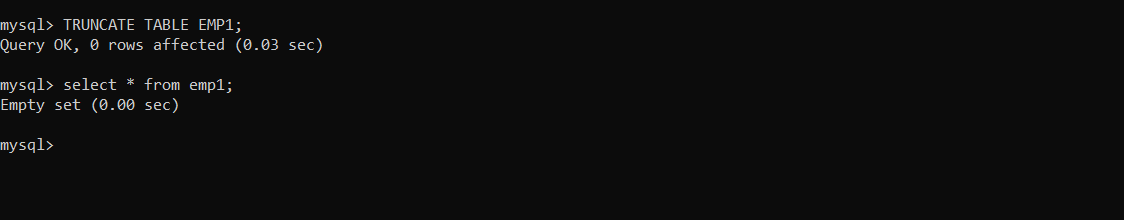 mysql> TRUNCATE TABLE EMP1;
Query OK, 0 rows affected (0.03 sec)
mysql> select * from emp1;
Empty set (0.00 sec)
mysql>